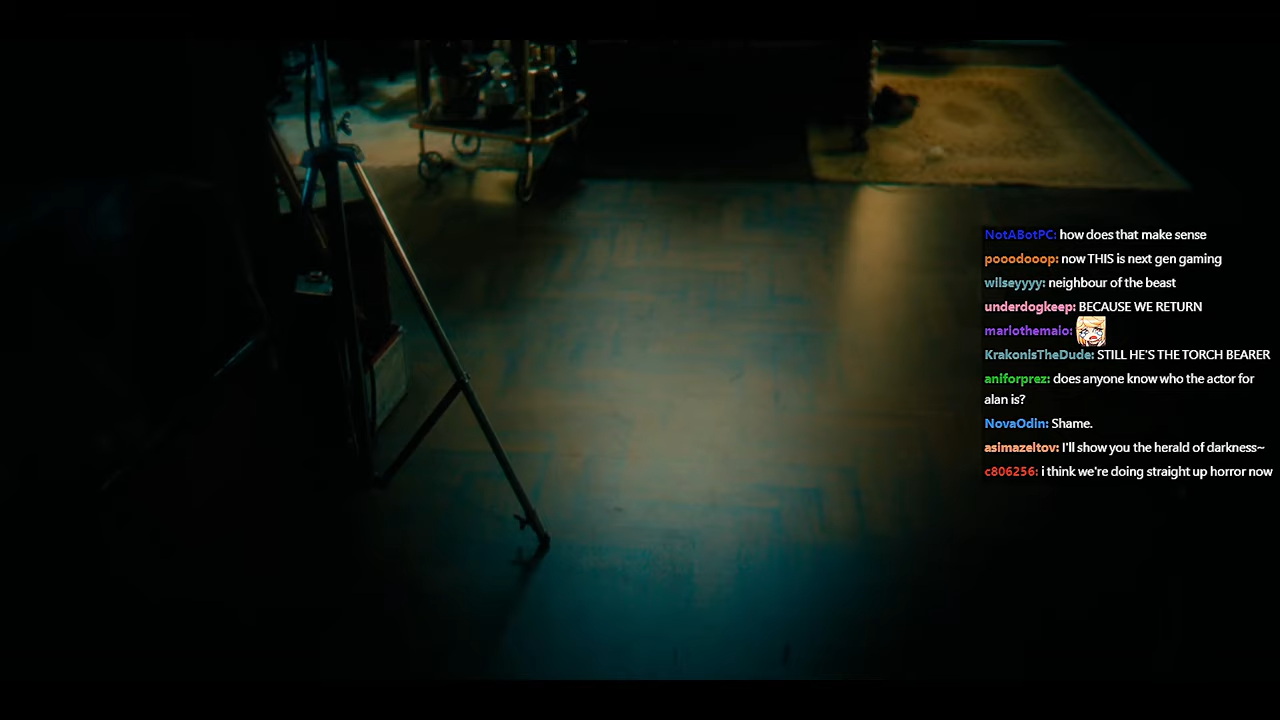 NotABotPC: how does that make sense
pooodooop: now THIS is next gen gaming
wilseyyyy: neighbour of the beast
underdogkeep: BECAUSE WE RETURN
mariothemaio:
KrakonisTheDude: STILL HE'S THE TORCH BEARER
aniforprez: does anyone know who the actor for
alan is?
NovaOdin: Shame.
asimazeitov: I'll show you the herald of darkness~
c806256: i think we're doing straight up horror now